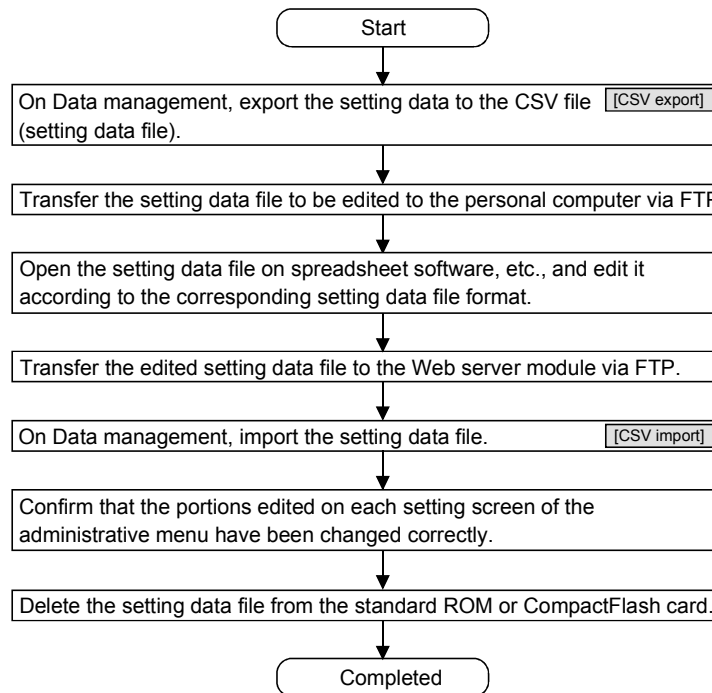 Start
On Data management, export the setting data to the CSV file [CSV export]
(setting data file).
Transfer the setting data file to be edited to the personal computer via FTP
Open the setting data file on spreadsheet software, etc., and edit it
according to the corresponding setting data file format.
Transfer the edited setting data file to the Web server module via FTP.
On Data management, import the setting data file. [CSV import]
Confirm that the portions edited on each setting screen of the
administrative menu have been changed correctly.
Delete the setting data file from the standard ROM or CompactFlash card.
Completed